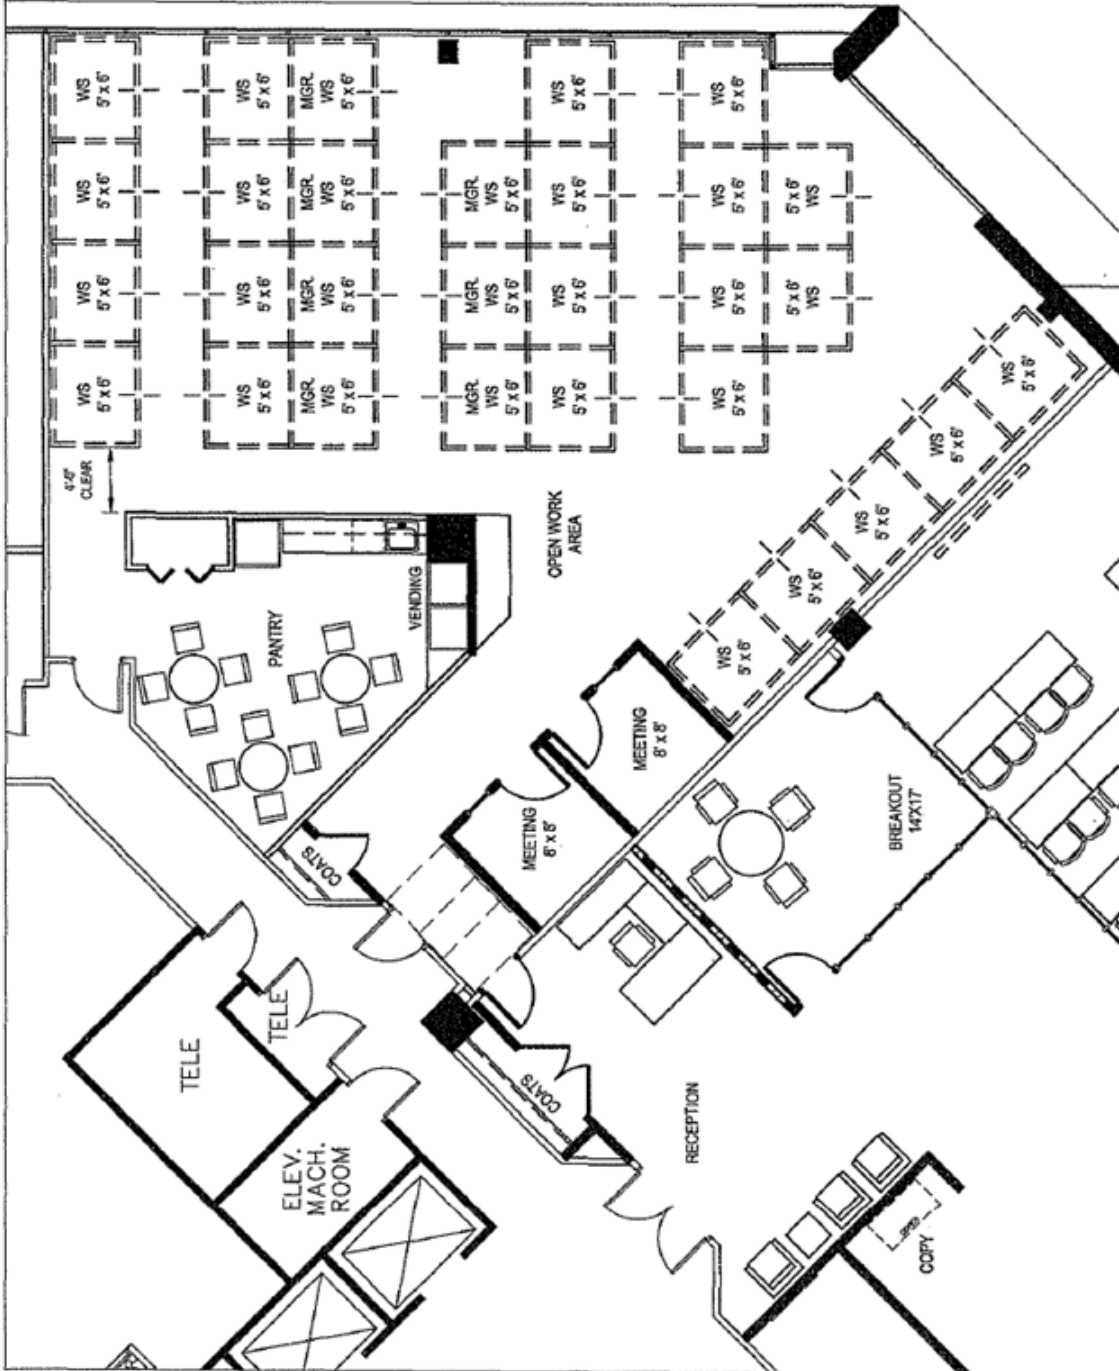 WS
5' X 6'
WS
5' X 6'
WS
5' X 6'
WS
5' X 6'
WS
5' X 6'
WS
5' X 6'
WS
5' X 6'
WS
5' X 6'
MGR.
WS
5' X 6'
MGR.
WS
5' X 6'
MGR.
WS
5' X 6'
MGR.
WS
5' X 6'
MGR.
WS
5' X 6'
MGR.
WS
5' X 6'
MGR.
WS
5' X 6'
WS
5' X 6'
WS
5' X 6'
WS
5' X 6'
WS
5' X 6'
WS
5' X 6'
WS
5' X 6'
WS
5' X 6'
WS
5' X 6'
5' X 6'
WS
5' X 6'
WS
4'-0"
CLEAR
PANTRY
VENDING
OPEN WORK
AREA
WS
5' X 6'
WS
5' X 6'
WS
5' X 6'
WS
5' X 6'
WS
5' X 6'
MEETING
8' X 8'
MEETING
8' X 8'
COATS
BREAKOUT
14'X17'
TELE
TELE
ELEV.
MACH.
ROOM
COATS
RECEPTION
COPY